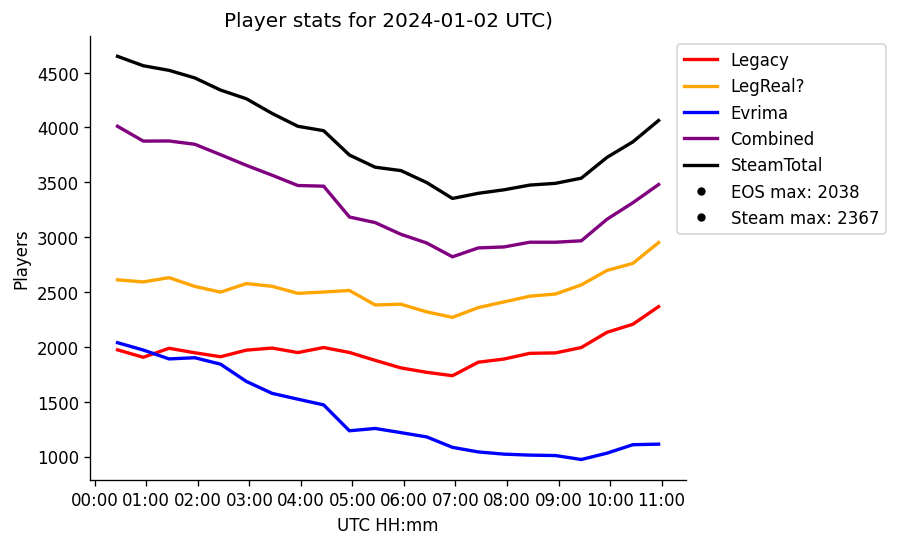 Player stats for 2024-01-02 UTC)
Players
4500
4000
3500
3000
2500
2000
1500
1000
00:00 01:00 02:00 03:00 04:00 05:00 06:00 07:00 08:00 09:00 10:00 11:00
UTC HH:mm
Legacy
LegReal?
Evrima
Combined
SteamTotal
EOS max: 2038
Steam max: 2367